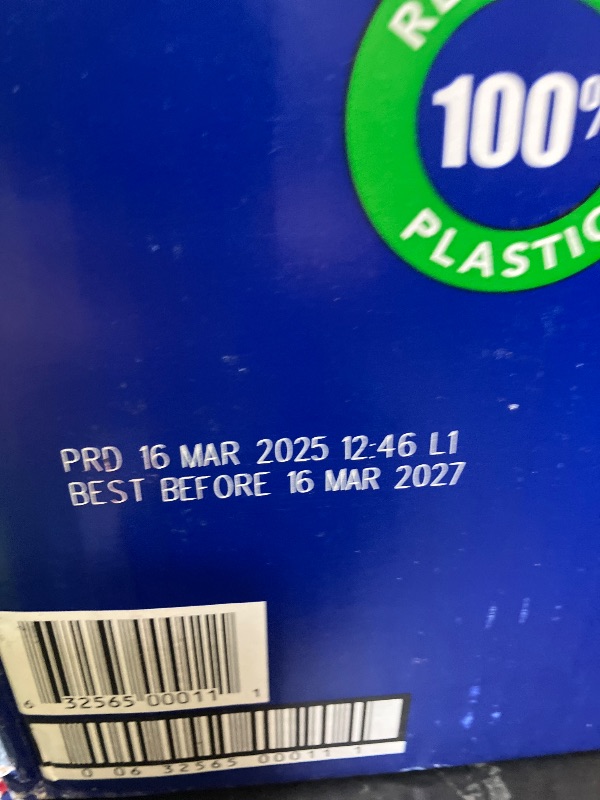 100%
PLASTIC
PRD 16 MAR 2025 12:46 L1
BEST BEFORE 16 MAR 2027
6 32565 00011 1
0 06 32565 00011 1